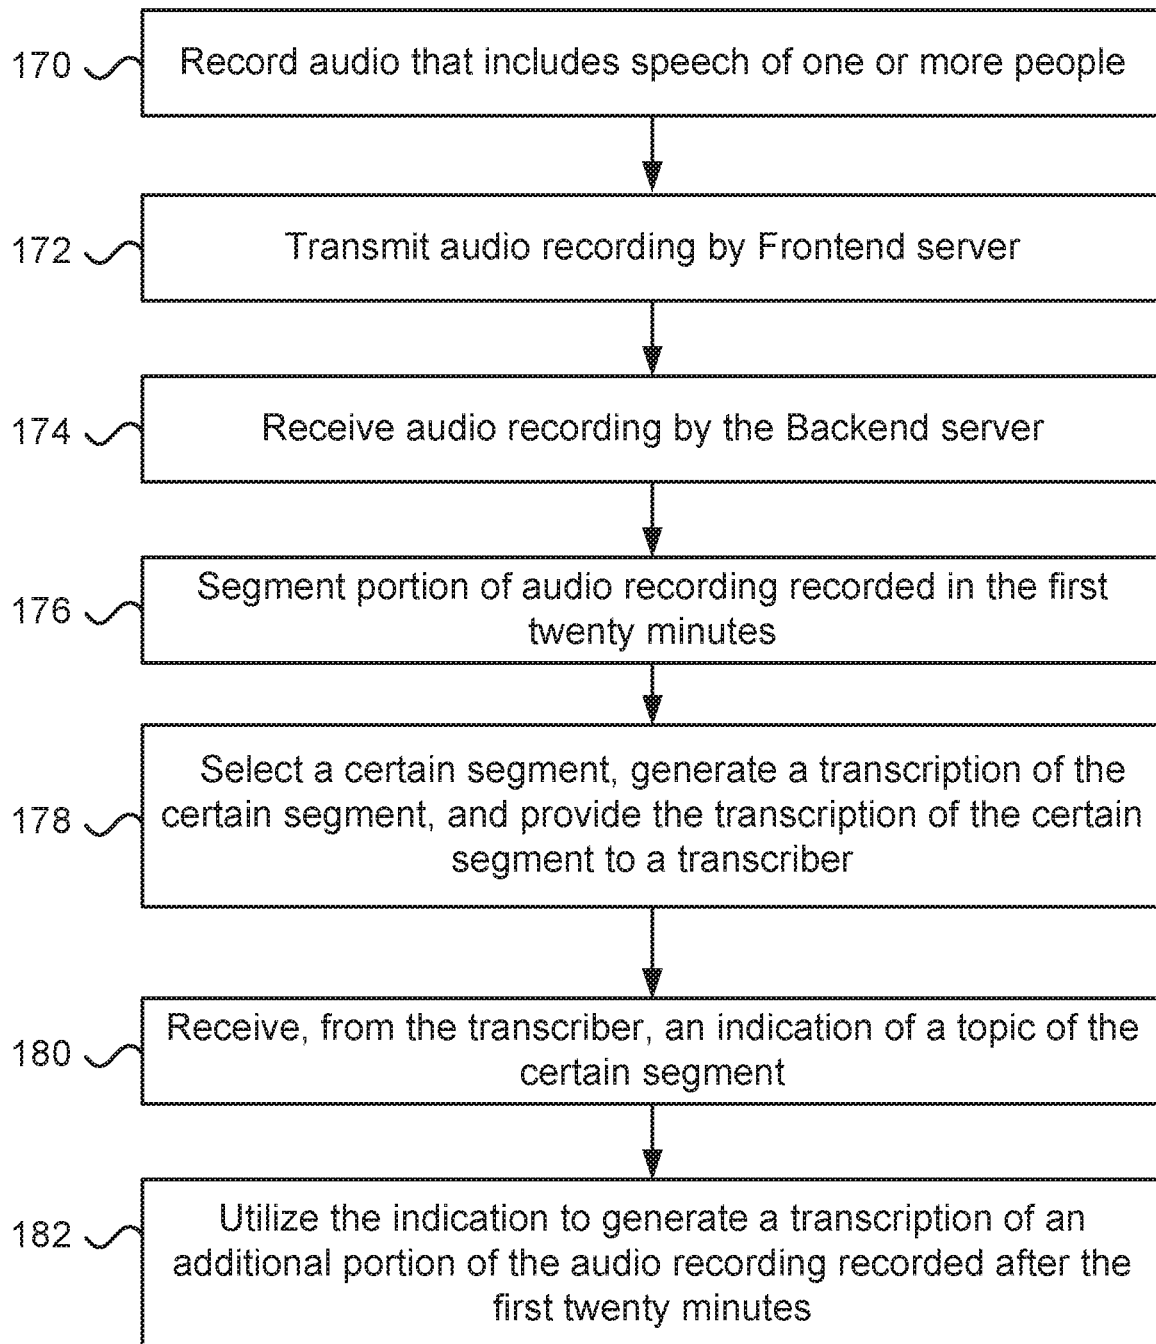 170 Record audio that includes speech of one or more people
172 Transmit audio recording by Frontend server
174 Receive audio recording by the Backend server
Segment portion of audio recording recorded in the first
176 twenty minutes
Select a certain segment, generate a transcription of the
178 certain segment, and provide the transcription of the certain
segment to a transcriber
Receive, from the transcriber, an indication of a topic of the
180 certain segment
Utilize the indication to generate a transcription of an
182 additional portion of the audio recording recorded after the
first twenty minutes